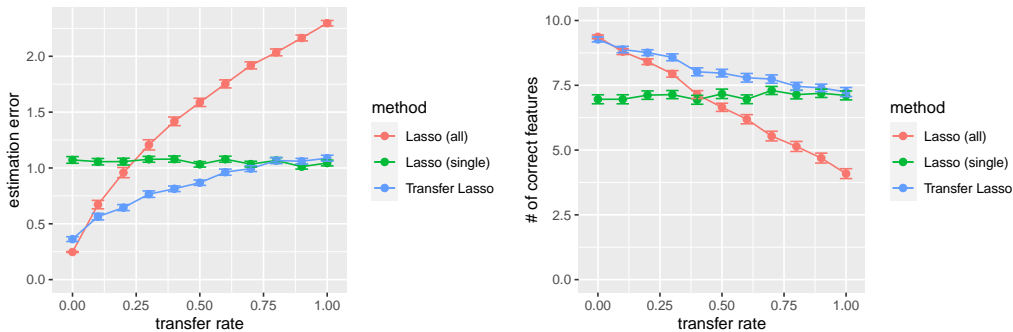 2.0
1.5
1.0
0.5
0.0
0.00 0.25 0.50 0.75 1.00
transfer rate
estimation error
method
Lasso (all)
Lasso (single)
Transfer Lasso
10.0
7.5
5.0
2.5
0.0
0.00 0.25 0.50 0.75 1.00
transfer rate
# of correct features
method
Lasso (all)
Lasso (single)
Transfer Lasso